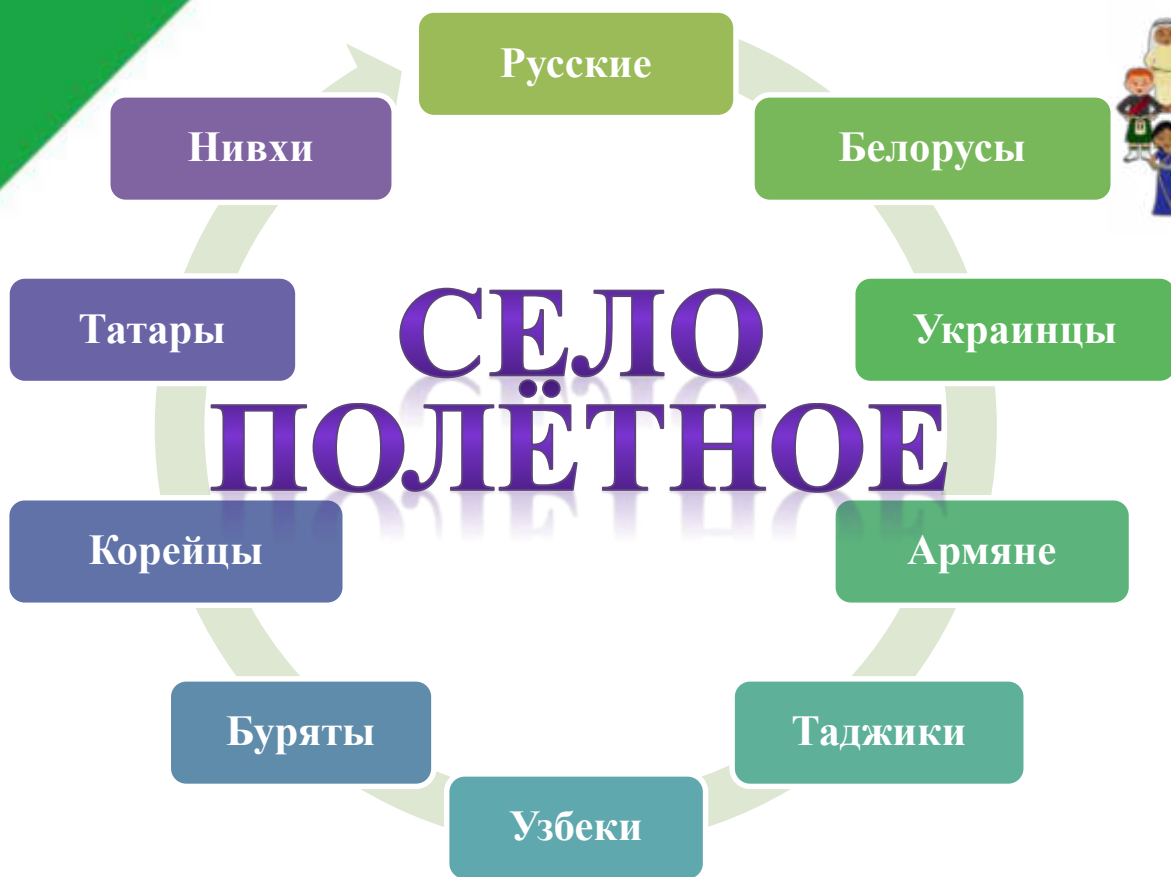 Русские
Белорусы
Украинцы
Армяне
Таджики
Узбеки
Буряты
Корейцы
Татары
Нивхи
СЕЛО
ПОЛЁТНОЕ